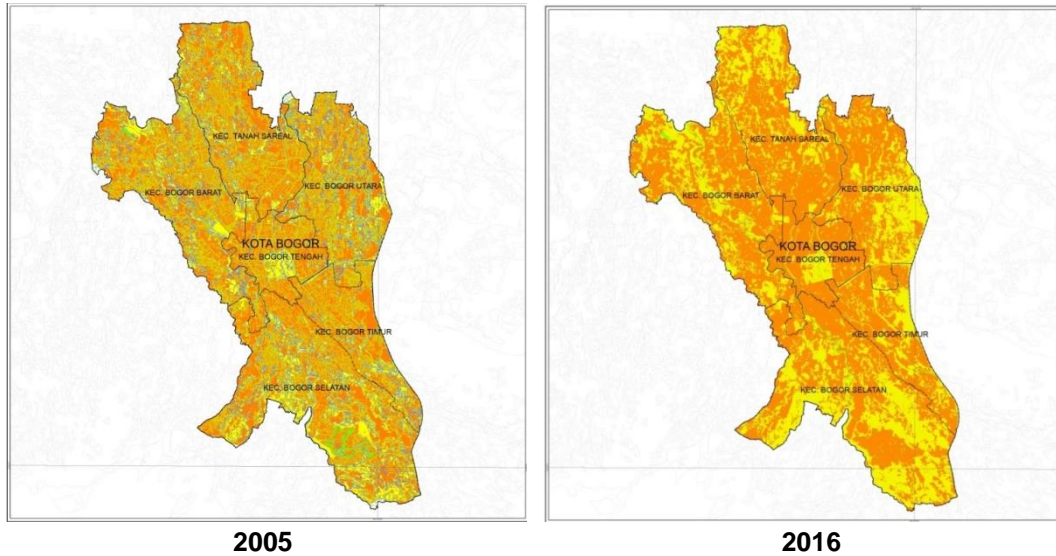 KEC. TANAH SAREAL
KEC. BOGOR BARAT
KEC. BOGOR UTARA
KOTA BOGOR
KEC. BOGOR TENGAH
KEC. BOGOR TIMUR
KEC. BOGOR SELATAN
2005
KEC. TANAH SAREAL
KEC. BOGOR BARAT
KEC. BOGOR UTARA
KOTA BOGOR
KEC. BOGOR TENGAH
KEC. BOGOR TIMUR
KEC. BOGOR SELATAN
2016